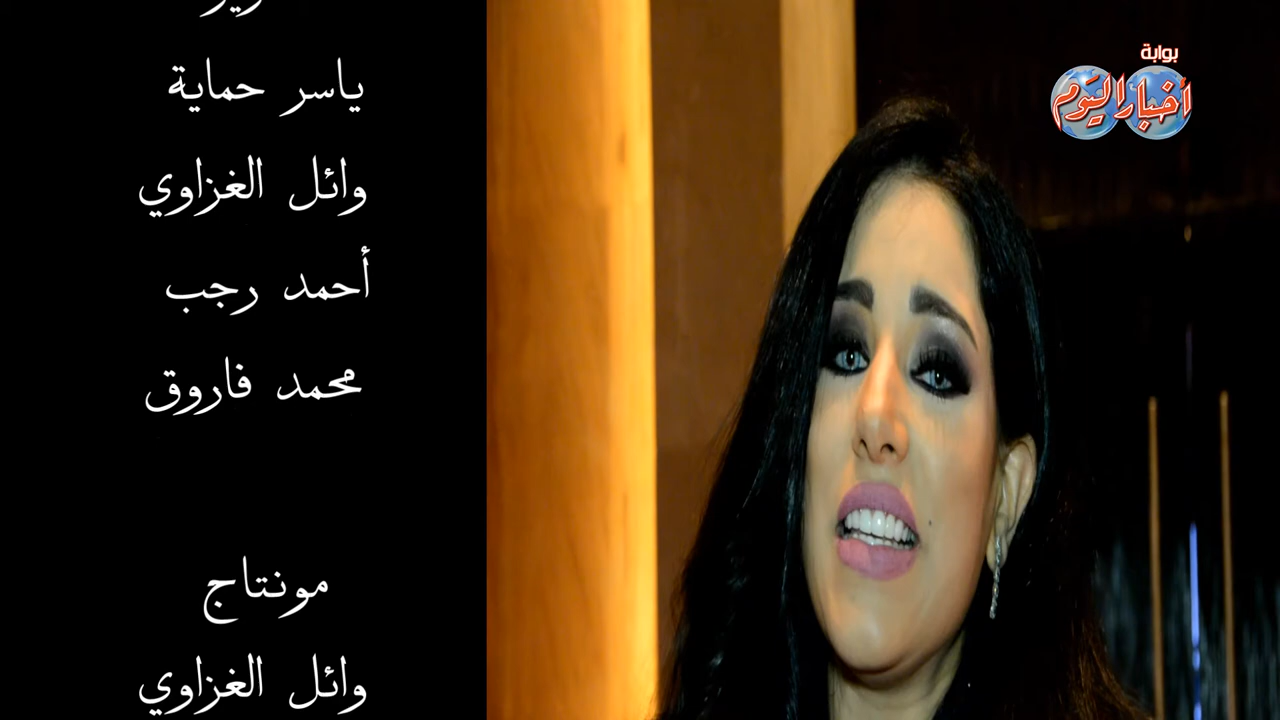 ياسر حماية
وائل الغزاوي
أحمد رجب
محمد فاروق
مونتاج
وائل الغزاوي
بوابة
أخبار اليوم